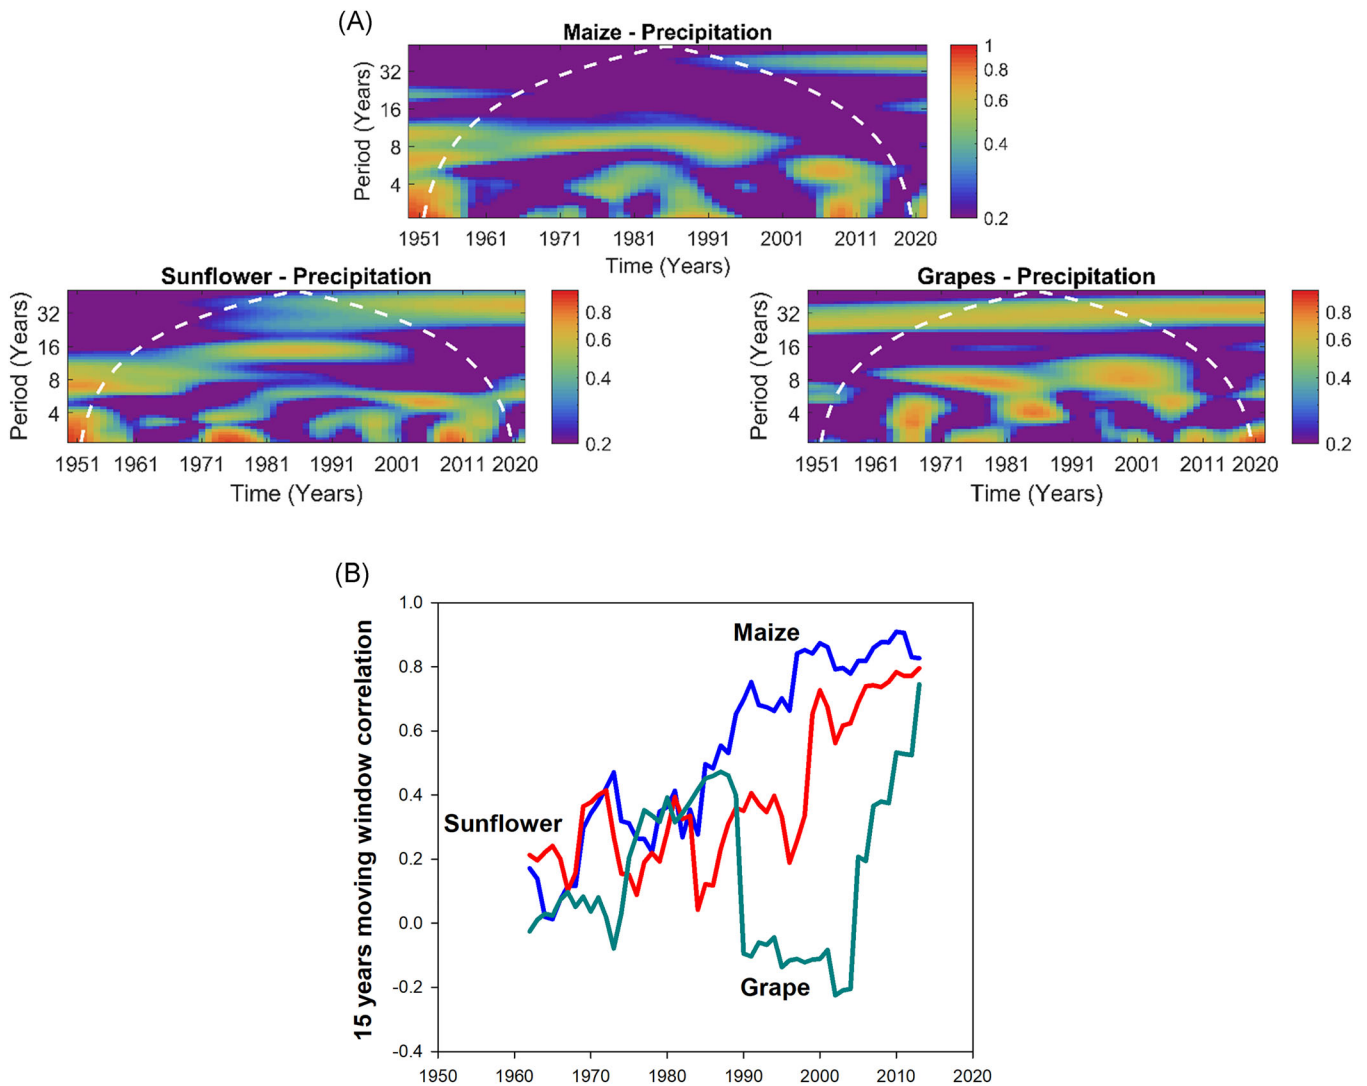 (A)
Maize - Precipitation
Period (Years)
32
16
8
4
1951 1961 1971 1981 1991 2001 2011 2020
Time (Years)
1
0.8
0.6
0.4
0.2
Sunflower - Precipitation
Period (Years)
32
16
8
4
1951 1961 1971 1981 1991 2001 2011 2020
Time (Years)
0.8
0.6
0.4
0.2
Grapes - Precipitation
Period (Years)
32
16
8
4
1951 1961 1971 1981 1991 2001 2011 2020
Time (Years)
0.8
0.6
0.4
0.2
(B)
15 years moving window correlation
1.0
0.8
0.6
0.4
0.2
0.0
-0.2
-0.4
Maize
Sunflower
Grape
1950 1960 1970 1980 1990 2000 2010 2020